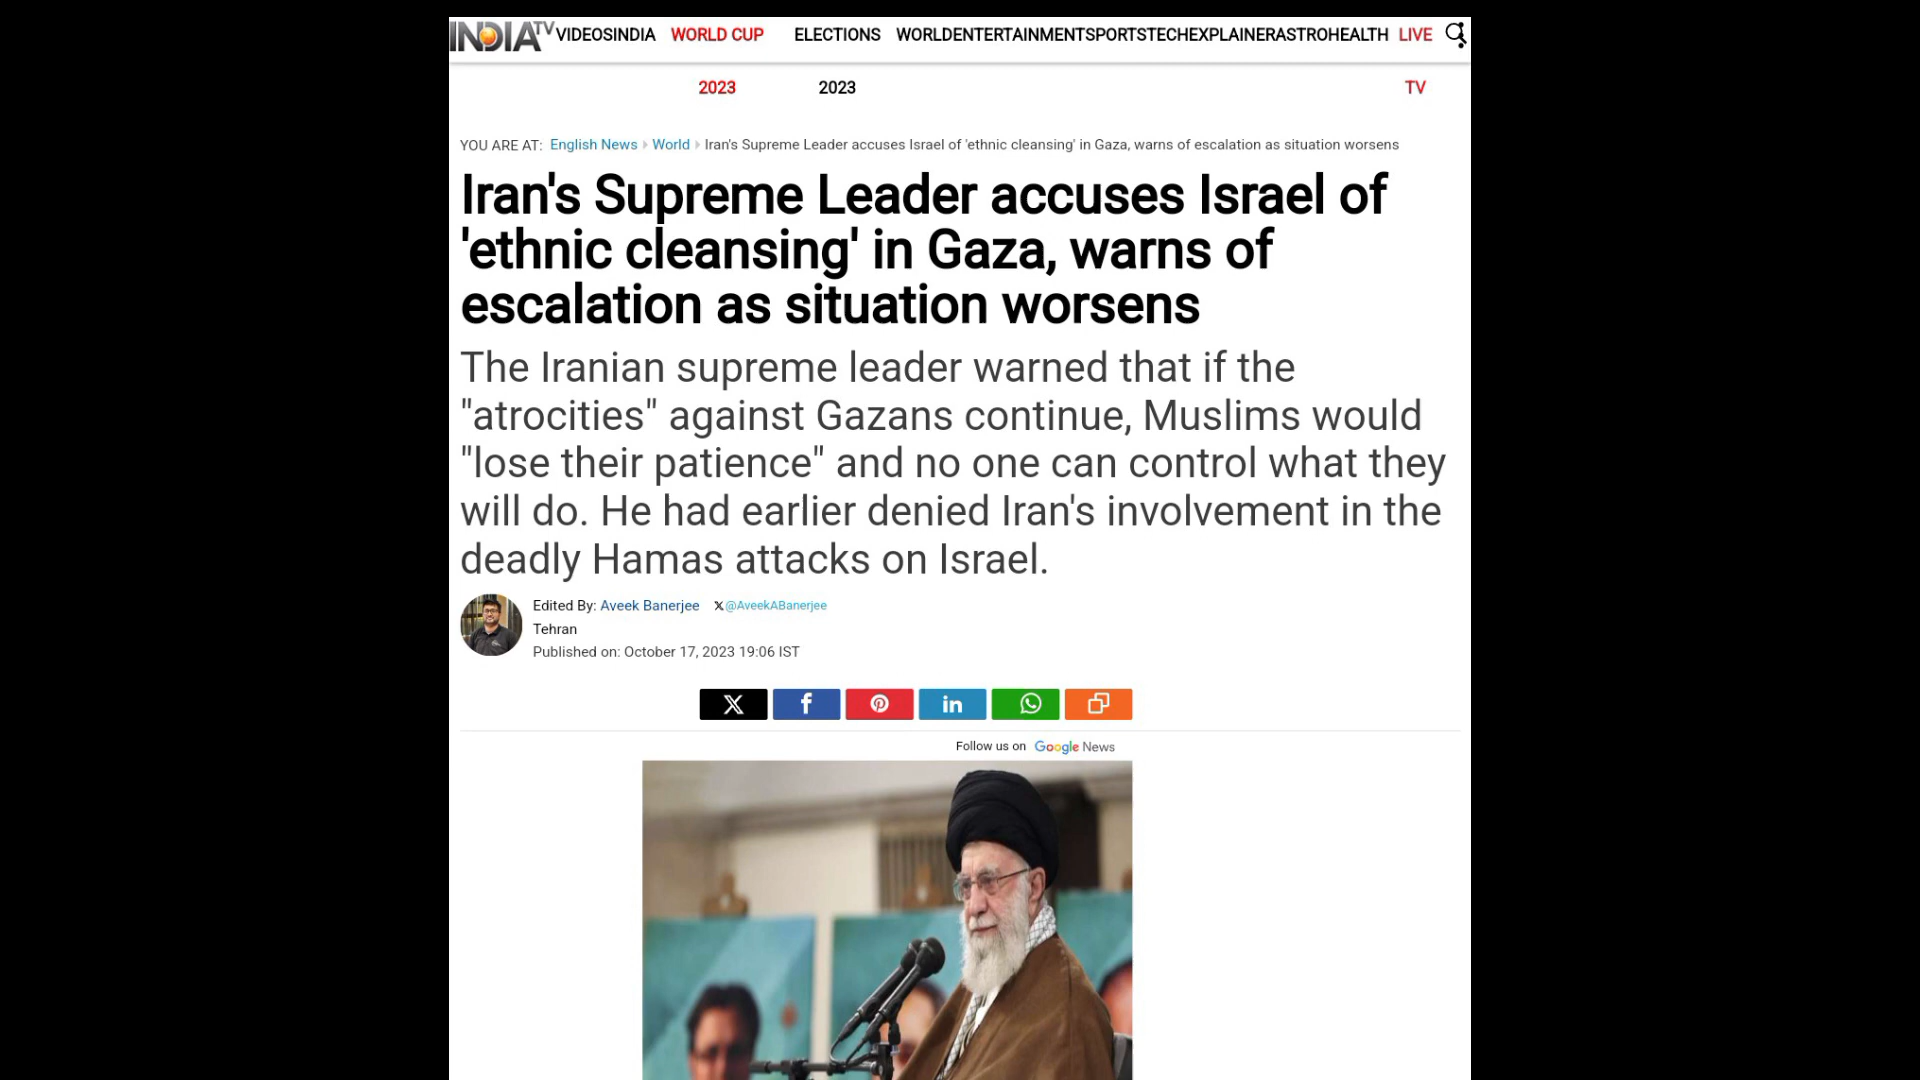 INDIA TV VIDEOS INDIA WORLD CUP ELECTIONS WORLD ENTERTAINMENT SPORTS TECH EXPLAINER ASTRO HEALTH LIVE
2023 2023 TV
YOU ARE AT: English News World Iran's Supreme Leader accuses Israel of 'ethnic cleansing' in Gaza, warns of escalation as situation worsens
Iran's Supreme Leader accuses Israel of
'ethnic cleansing' in Gaza, warns of
escalation as situation worsens
The Iranian supreme leader warned that if the
"atrocities" against Gazans continue, Muslims would
"lose their patience" and no one can control what they
will do. He had earlier denied Iran's involvement in the
deadly Hamas attacks on Israel.
Edited By: Aveek Banerjee @AveekABanerjee
Tehran
Published on: October 17, 2023 19:06 IST
Follow us on Google News